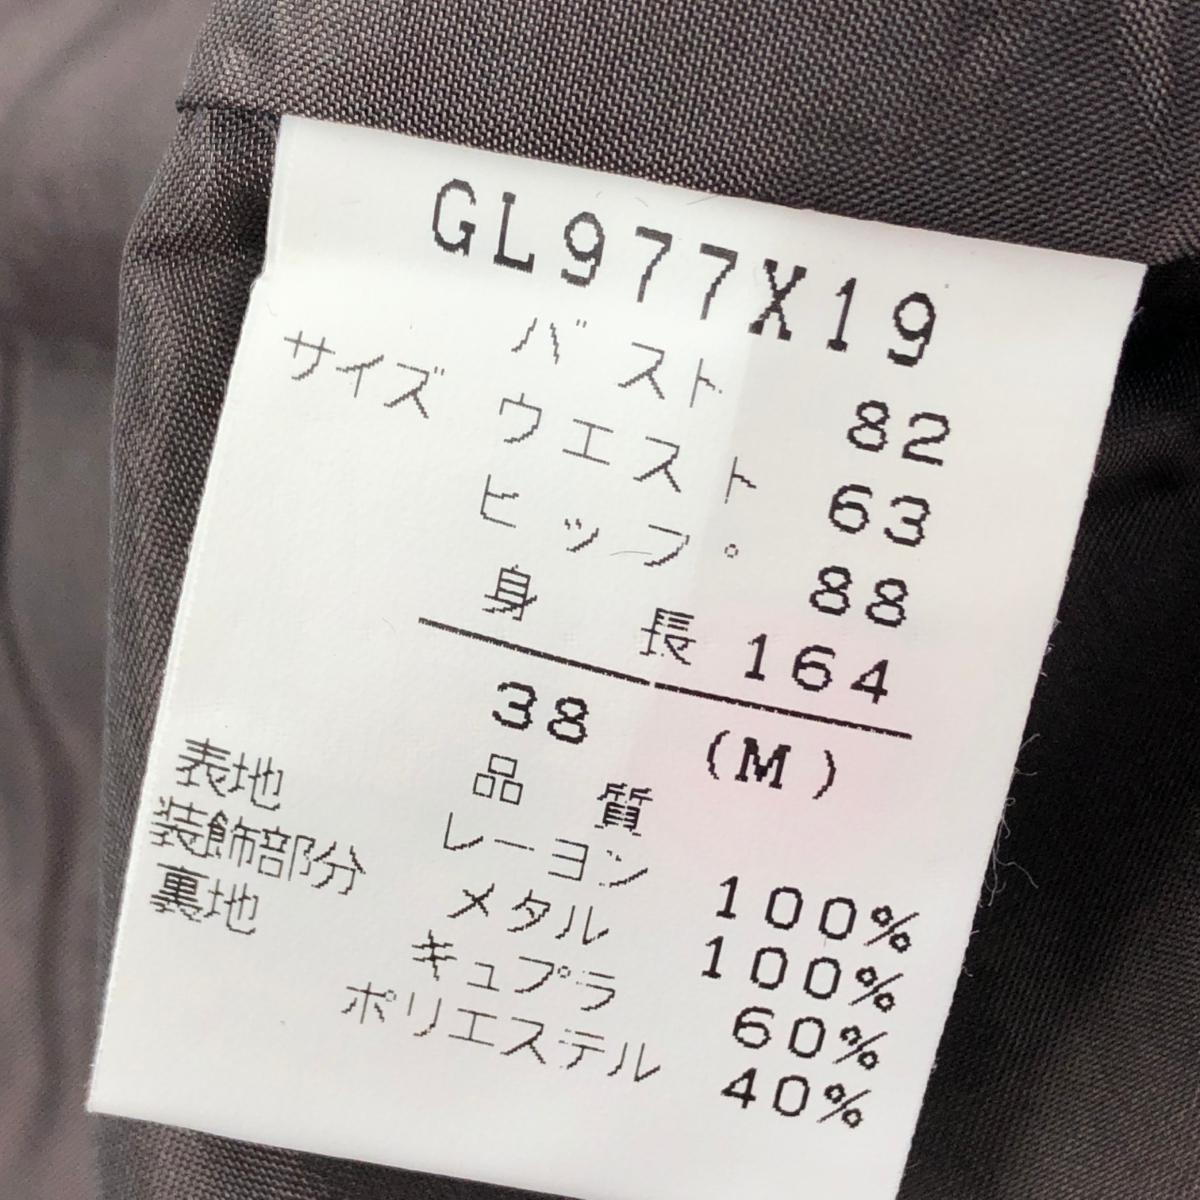 GL977X19
サイズ バスト 82
ウエスト 63
ヒップ 88
身長 164
38 (M)
品質
表地 レーヨン 100%
装飾部分 メタル 100%
裏地 キュプラ 60%
ポリエステル 40%